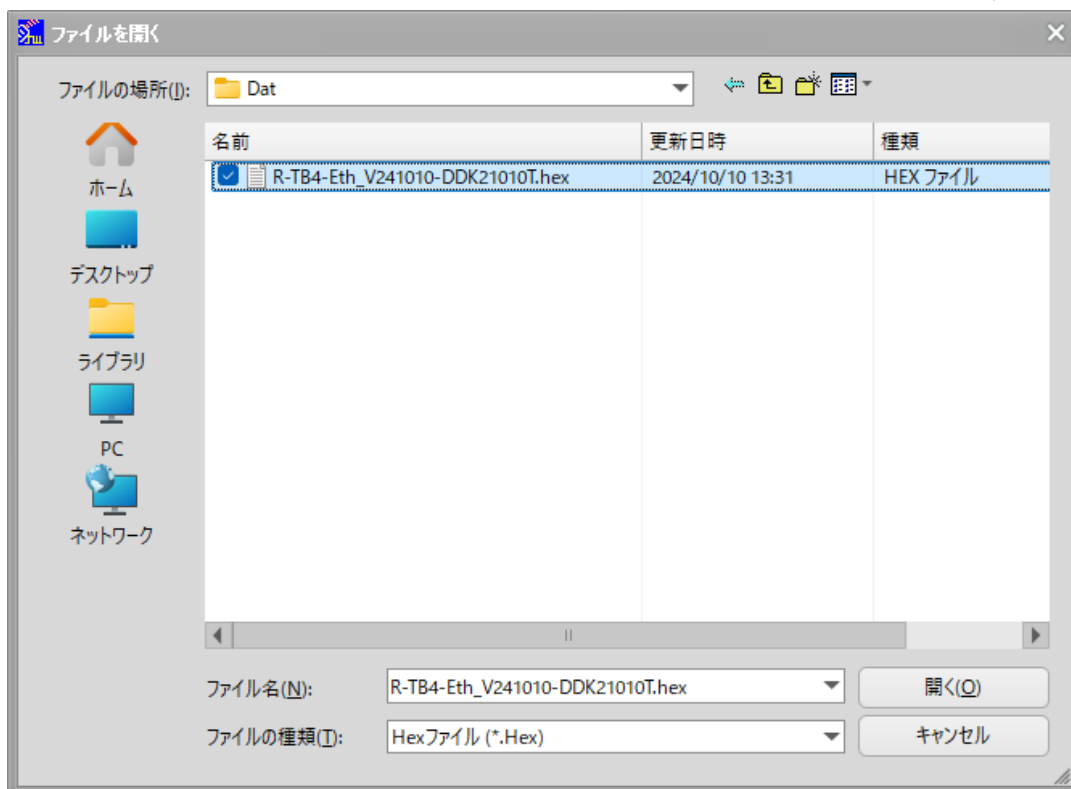 ファイルを開く
ファイルの場所(I): Dat
名前 更新日時 種類
R-TB4-Eth_V241010-DDK21010T.hex 2024/10/10 13:31 HEX ファイル
ホーム
デスクトップ
ライブラリ
PC
ネットワーク
ファイル名(N): R-TB4-Eth_V241010-DDK21010T.hex 開く(O)
ファイルの種類(T): Hexファイル (*.Hex) キャンセル